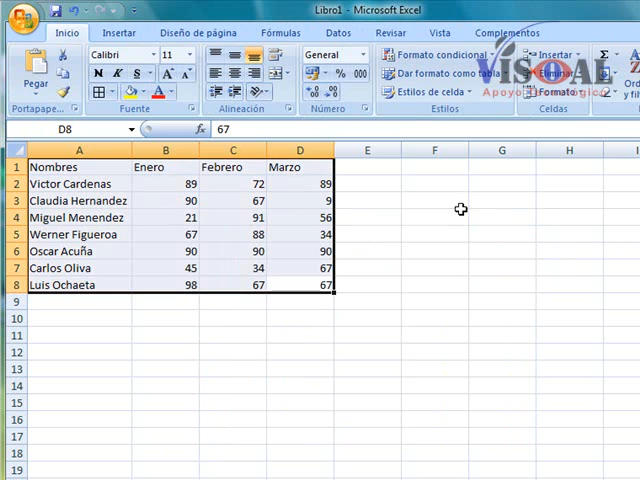 Libro1 - Microsoft Excel
Inicio Insertar Diseño de página Fórmulas Datos Revisar Vista Complementos
Calibri 11 General Formato condicional Insertar Σ
Pegar N K S A A Dar formato como tabla Eliminar
% 000 Estilos de celda y filt
Portapape... Fuente Alineación Número Estilos Celdas
VISUAL
Apoyo Tecnológico
D8 fx 67
A B C D E F G H I
1 Nombres Enero Febrero Marzo
2 Victor Cardenas 89 72 89
3 Claudia Hernandez 90 67 9
4 Miguel Menendez 21 91 56
5 Werner Figueroa 67 88 34
6 Oscar Acuña 90 90 90
7 Carlos Oliva 45 34 67
8 Luis Ochaeta 98 67 67
9
10
11
12
13
14
15
16
17
18
19